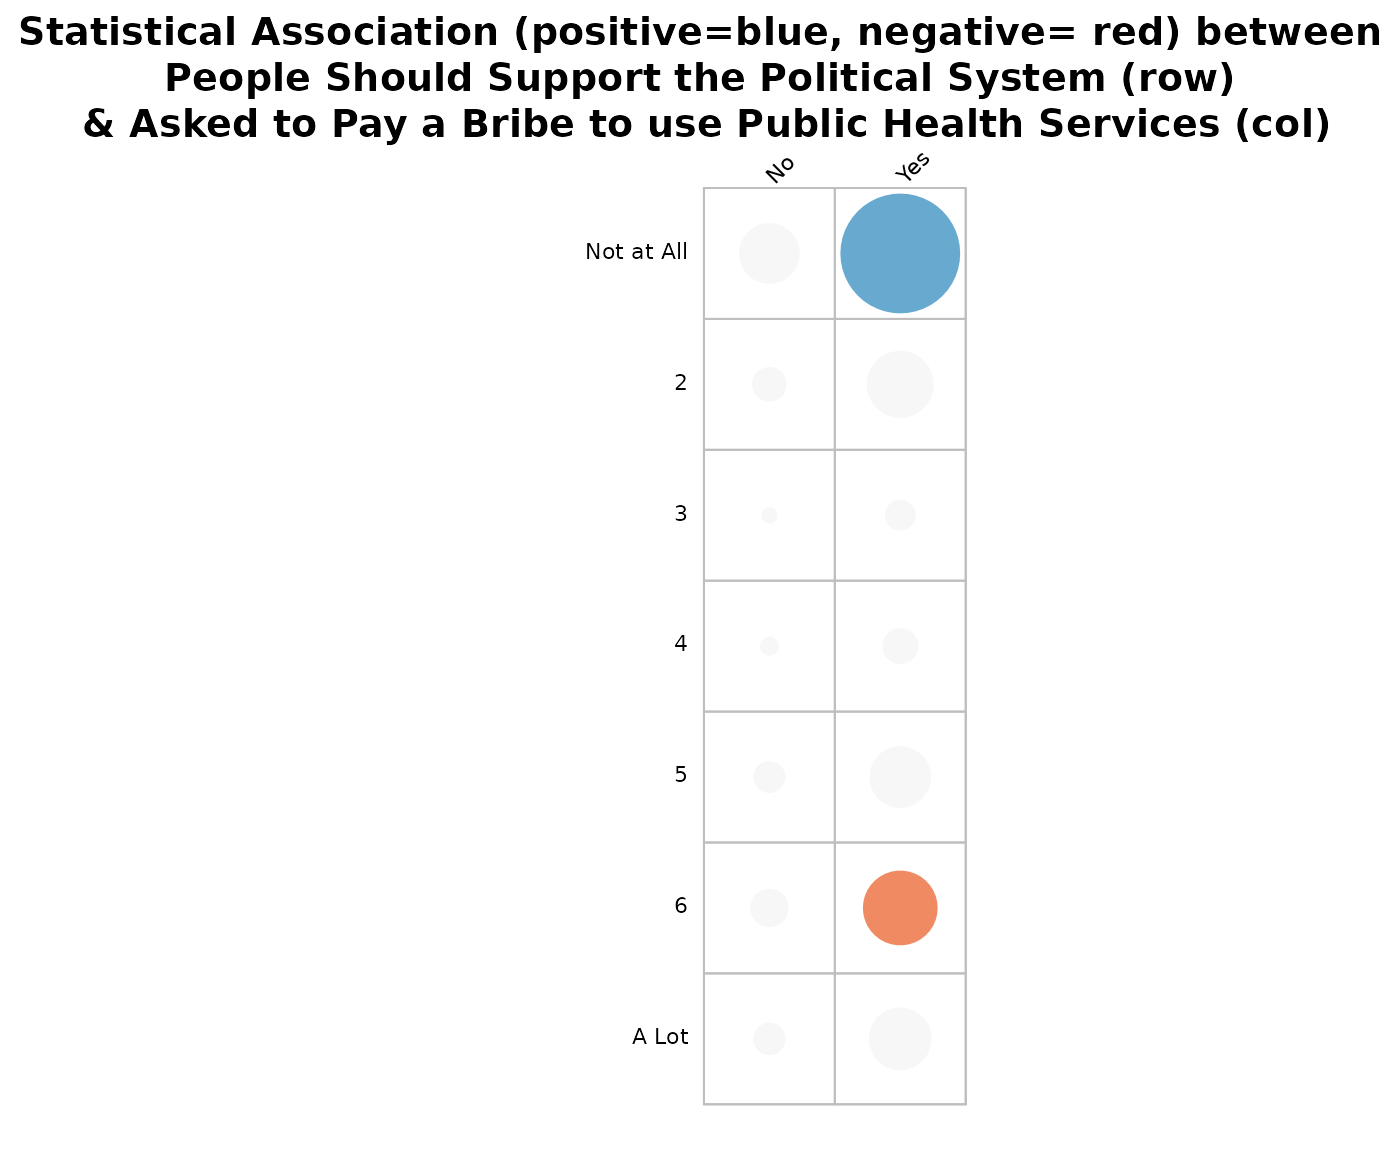 Statistical Association (positive=blue, negative= red) between
People Should Support the Political System (row)
& Asked to Pay a Bribe to use Public Health Services (col)
No
Yes
Not at All
2
3
4
5
6
A Lot